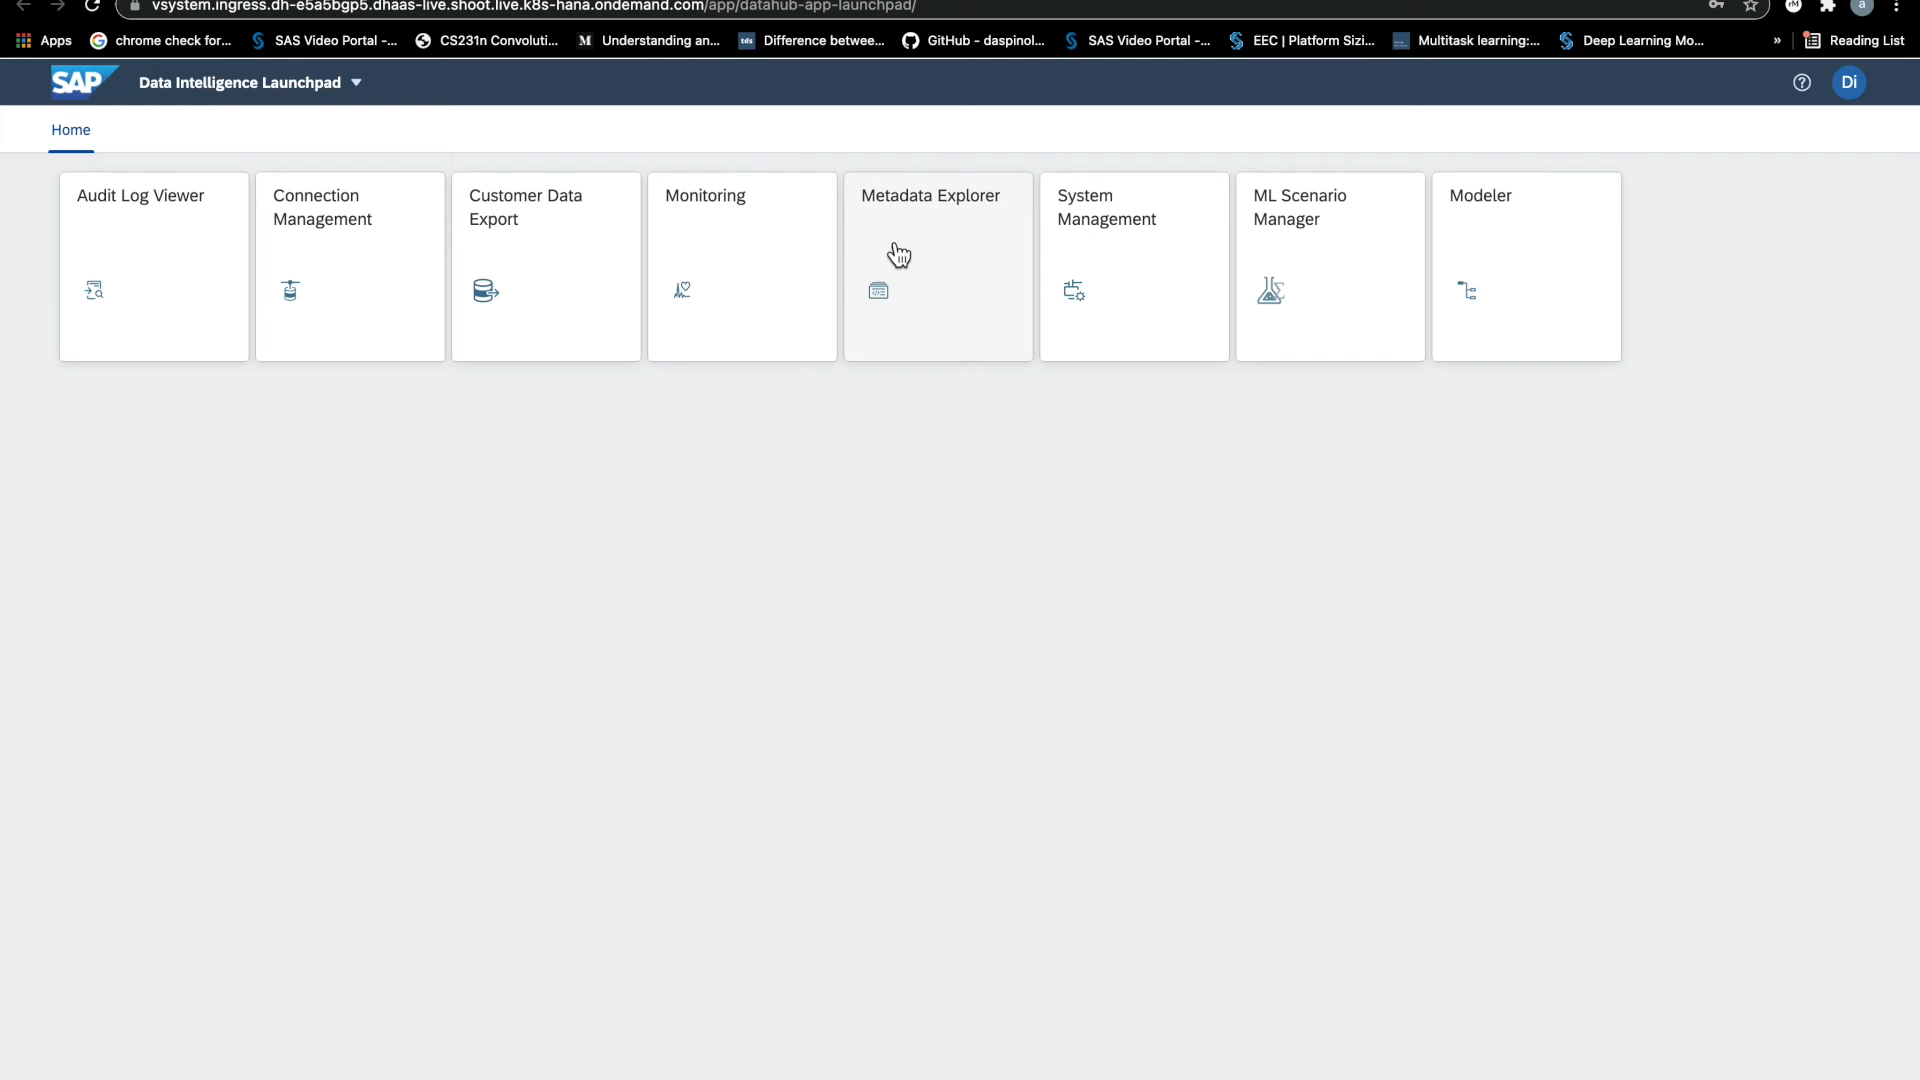 vsystem.ingress.dh-e5a5bgp5.dhaas-live.shoot.live.k8s-hana.ondemand.com/app/datahub-app-launchpad/
a
Apps
chrome check for...
SAS Video Portal -...
CS231n Convoluti...
M
Understanding an...
tds
Difference betwee...
GitHub - daspinol...
SAS Video Portal -...
EEC | Platform Sizi...
Multitask learning:...
Deep Learning Mo...
»
Reading List
SAP
Data Intelligence Launchpad
?
Di
Home
Audit Log Viewer
Connection
Management
Customer Data
Export
Monitoring
Metadata Explorer
System
Management
ML Scenario
Manager
Modeler